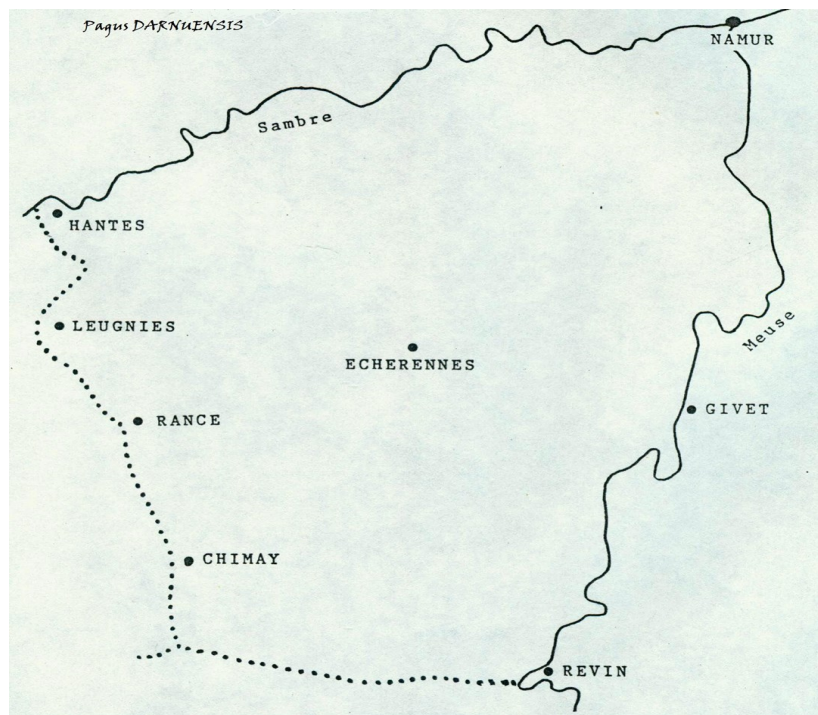 Pagus DARNUENSIS
NAMUR
Sambre
HANTES
Meuse
LEUGNIES
ECHERENNES
GIVET
RANCE
CHIMAY
REVIN